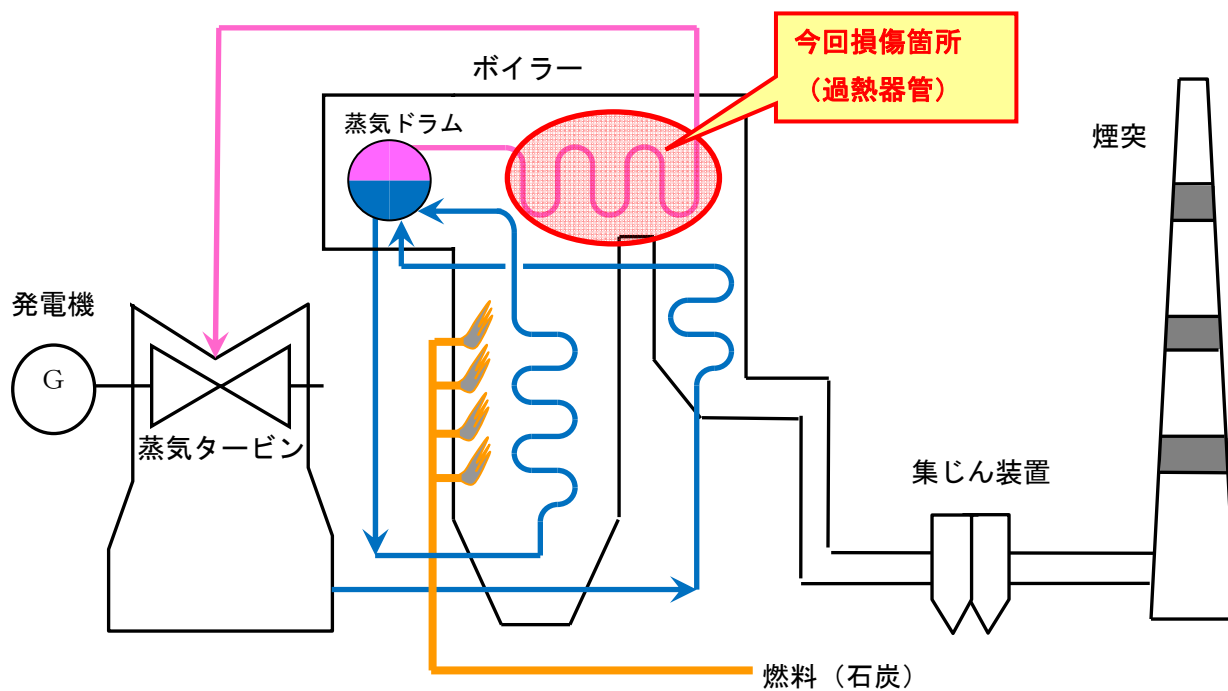 今回損傷箇所
（過熱器管）
ボイラー
蒸気ドラム
煙突
発電機
G
蒸気タービン
集じん装置
燃料（石炭）